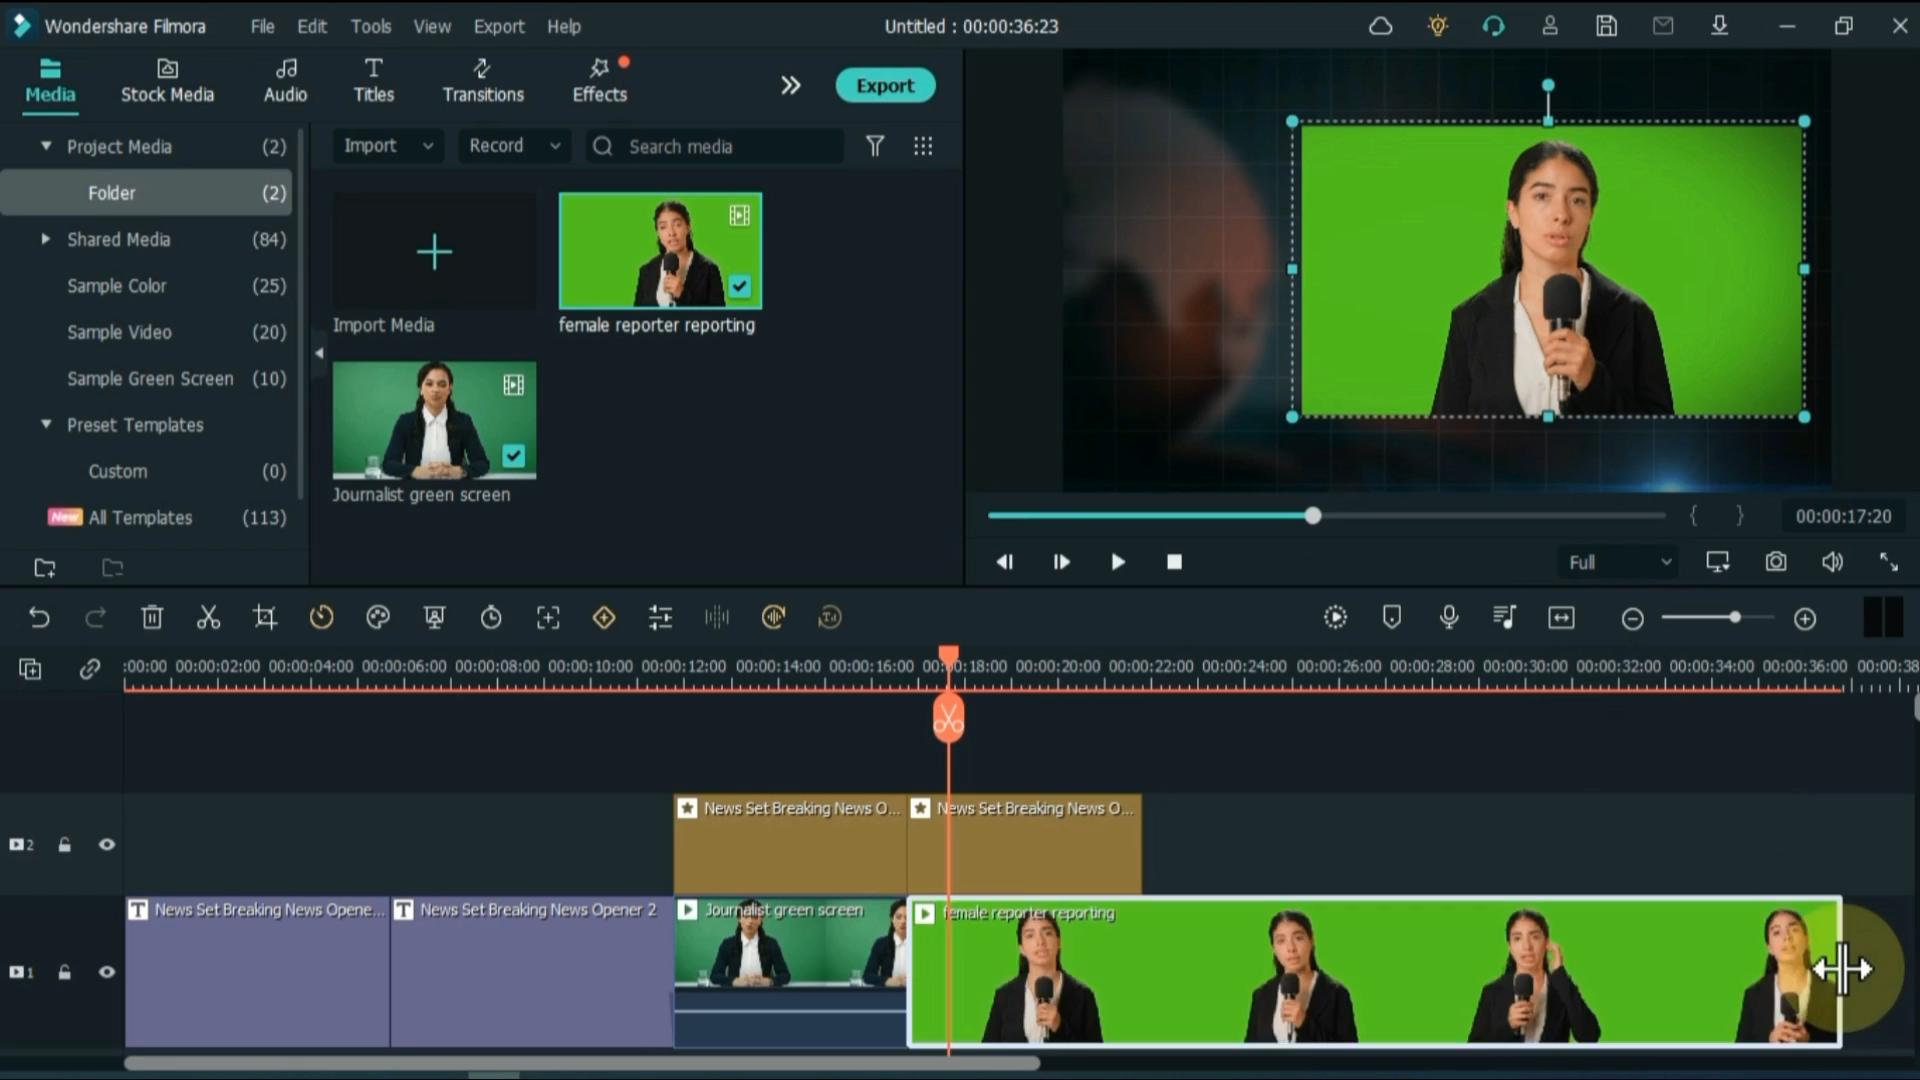 Wondershare Filmora File Edit Tools View Export Help Untitled : 00:00:36:23
Media Stock Media Audio Titles Transitions Effects Export
Project Media (2)
Folder (2)
Shared Media (84)
Sample Color (25)
Sample Video (20)
Sample Green Screen (10)
Preset Templates
Custom (0)
New All Templates (113)
Import Record Search media
Import Media
female reporter reporting
Journalist green screen
{ } 00:00:17:20
Full
:00:00 00:00:02:00 00:00:04:00 00:00:06:00 00:00:08:00 00:00:10:00 00:00:12:00 00:00:14:00 00:00:16:00 00:00:18:00 00:00:20:00 00:00:22:00 00:00:24:00 00:00:26:00 00:00:28:00 00:00:30:00 00:00:32:00 00:00:34:00 00:00:36:00 00:00:38
2 News Set Breaking News O... News Set Breaking News O...
1 News Set Breaking News Opene... News Set Breaking News Opener 2 Journalist green screen female reporter reporting